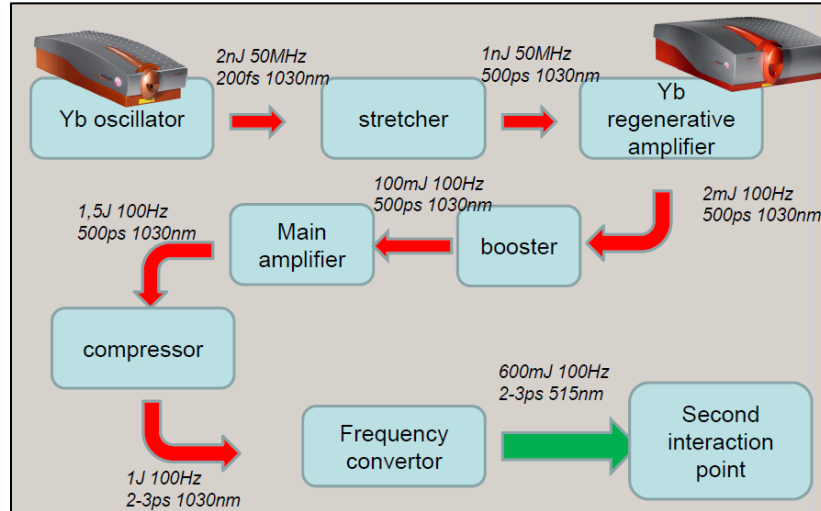 2nJ 50MHz
200fs 1030nm
1nJ 50MHz
500ps 1030nm
Yb oscillator
stretcher
Yb
regenerative
amplifier
1,5J 100Hz
500ps 1030nm
100mJ 100Hz
500ps 1030nm
2mJ 100Hz
500ps 1030nm
Main
amplifier
booster
compressor
600mJ 100Hz
2-3ps 515nm
Frequency
convertor
Second
interaction
point
1J 100Hz
2-3ps 1030nm